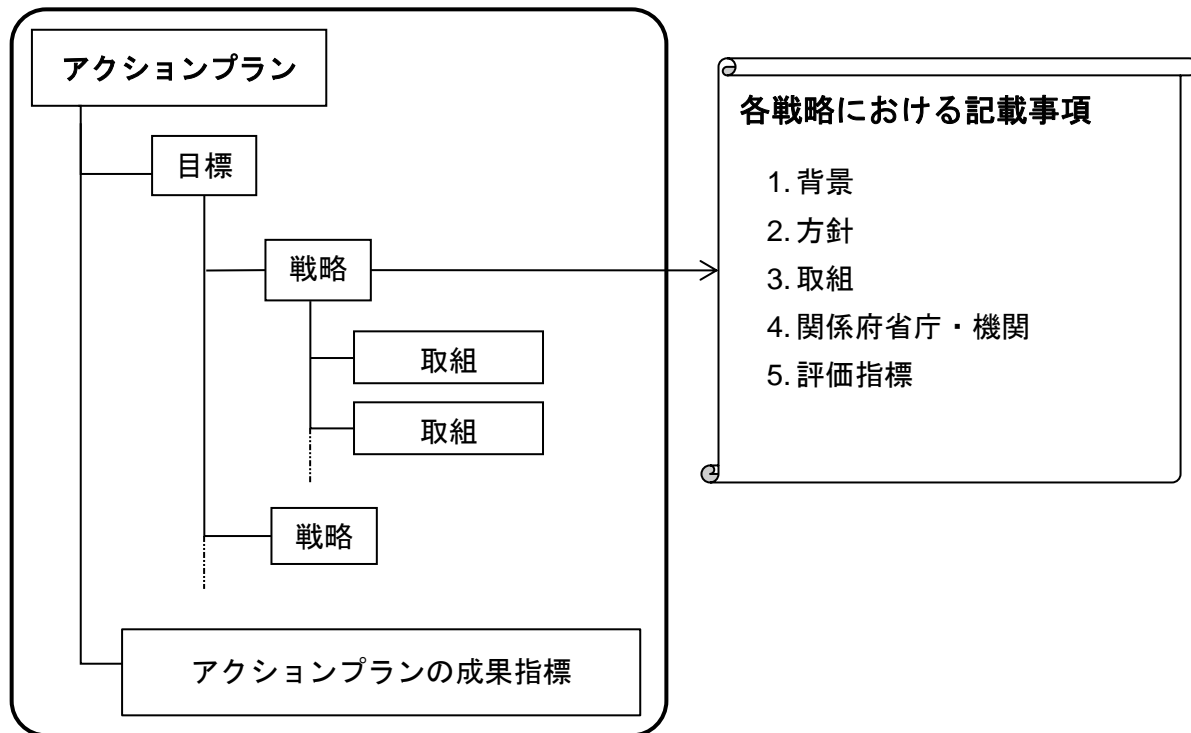 アクションプラン
目標
戦略
取組
取組
戦略
アクションプランの成果指標
各戦略における記載事項
1. 背景
2. 方針
3. 取組
4. 関係府省庁・機関
5. 評価指標